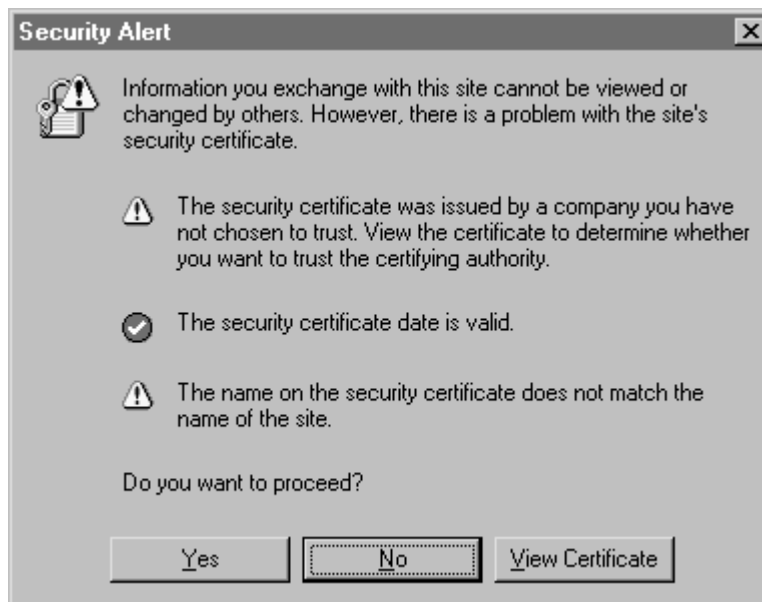 Security Alert
Information you exchange with this site cannot be viewed or
changed by others. However, there is a problem with the site's
security certificate.
The security certificate was issued by a company you have
not chosen to trust. View the certificate to determine whether
you want to trust the certifying authority.
The security certificate date is valid.
The name on the security certificate does not match the
name of the site.
Do you want to proceed?
Yes No View Certificate